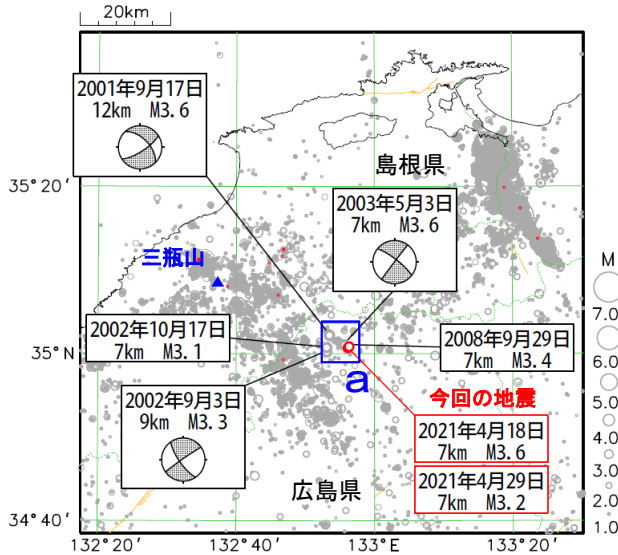 20km
2001年9月17日
12km M3.6
島根県
35°20′
2003年5月3日
7km M3.6
三瓶山
M
7.0
6.0
5.0
4.0
3.0
2.0
1.0
2002年10月17日
7km M3.1
2008年9月29日
7km M3.4
35°N
a
今回の地震
2002年9月3日
9km M3.3
2021年4月18日
7km M3.6
2021年4月29日
7km M3.2
広島県
34°40′
132°20′
132°40′
133°E
133°20′